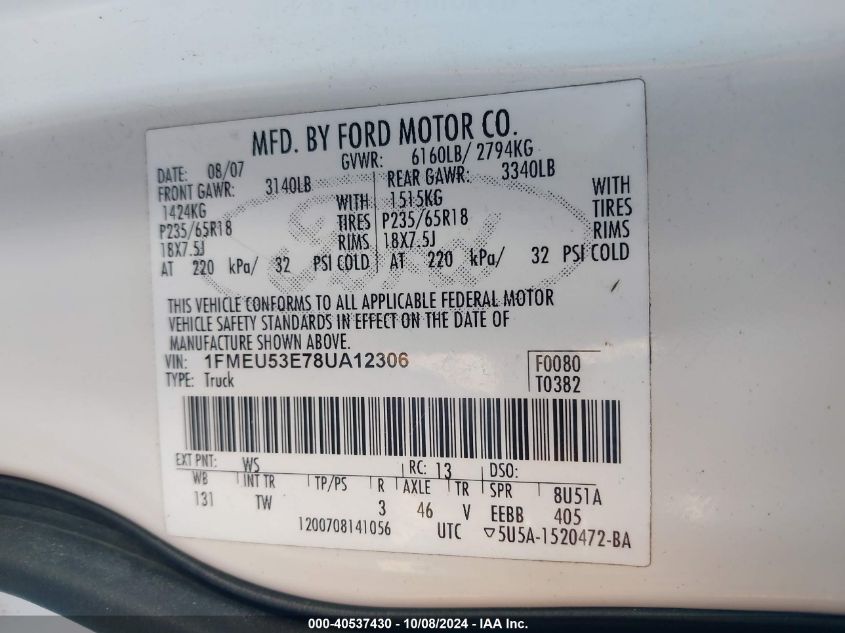 MFD. BY FORD MOTOR CO.
DATE: 08/07 GVWR: 6160LB/ 2794KG
FRONT GAWR: 3140LB REAR GAWR: 3340LB
1424KG WITH 1515KG WITH
P235/65R18 TIRES P235/65R18 TIRES
18X7.5J RIMS 18X7.5J RIMS
AT 220 kPa/ 32 PSI COLD AT 220 kPa/ 32 PSI COLD
THIS VEHICLE CONFORMS TO ALL APPLICABLE FEDERAL MOTOR
VEHICLE SAFETY STANDARDS IN EFFECT ON THE DATE OF
MANUFACTURE SHOWN ABOVE.
VIN: 1FMEU53E78UA12306 F0080
TYPE: Truck T0382
EXT PNT: WS RC: 13 DSO:
WB INT TR TP/PS R AXLE TR SPR 8U51A
131 TW 3 46 V EEBB 405
1200708141056 UTC ▽5U5A-1520472-BA
Ford
000-40537430 - 10/08/2024 - IAA Inc.